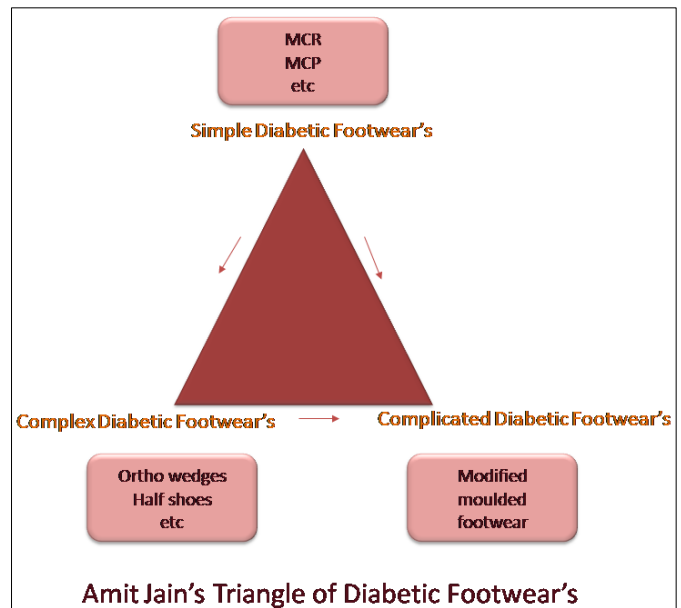 MCR
MCP
etc
Simple Diabetic Footwear's
Complex Diabetic Footwear's
Complicated Diabetic Footwear's
Ortho wedges
Half shoes
etc
Modified
moulded
footwear
Amit Jain's Triangle of Diabetic Footwear's